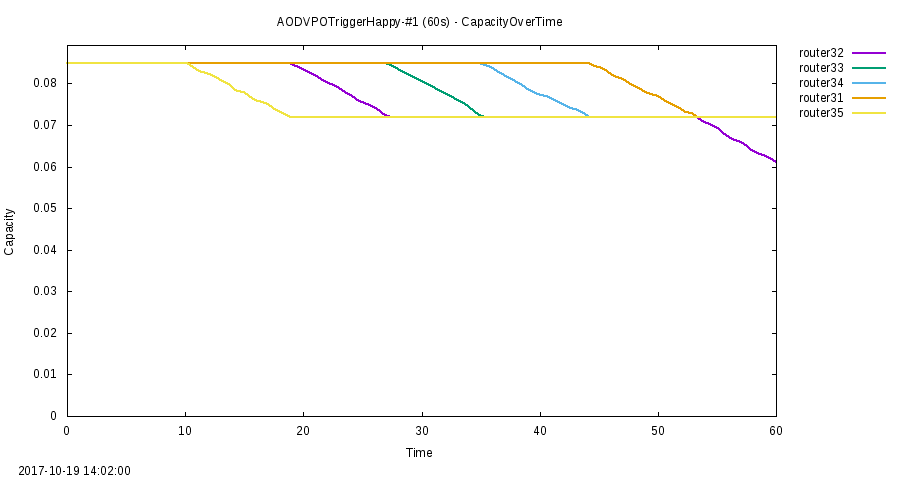 AODVPOTriggerHappy-#1 (60s) - CapacityOverTime
router32
router33
router34
router31
router35
0.08
0.07
0.06
0.05
0.04
0.03
0.02
0.01
0
Capacity
0 10 20 30 40 50 60
Time
2017-10-19 14:02:00